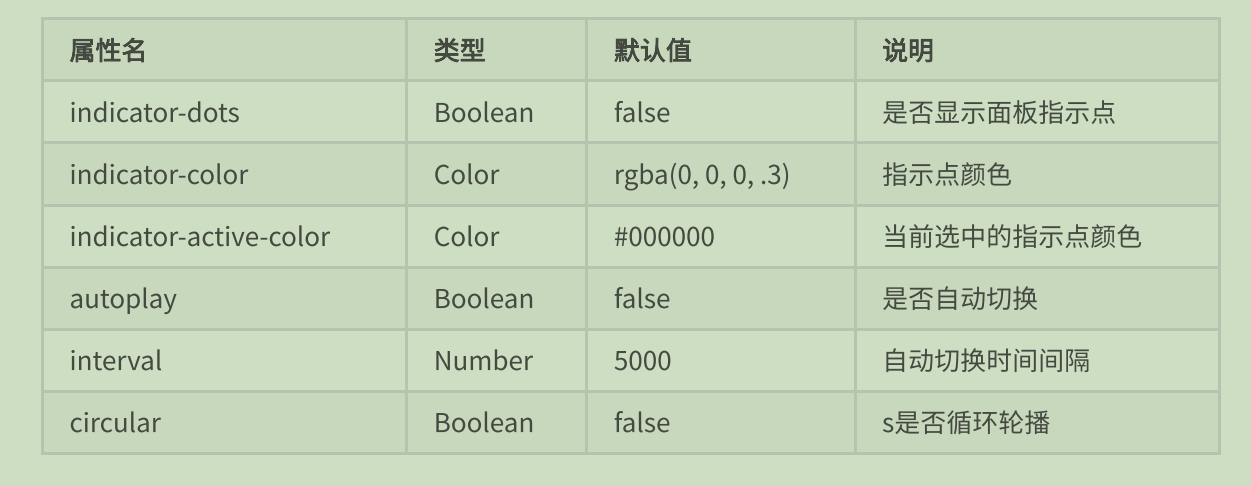 属性名 类型 默认值 说明
indicator-dots Boolean false 是否显示面板指示点
indicator-color Color rgba(0, 0, 0, .3) 指示点颜色
indicator-active-color Color #000000 当前选中的指示点颜色
autoplay Boolean false 是否自动切换
interval Number 5000 自动切换时间间隔
circular Boolean false s是否循环轮播